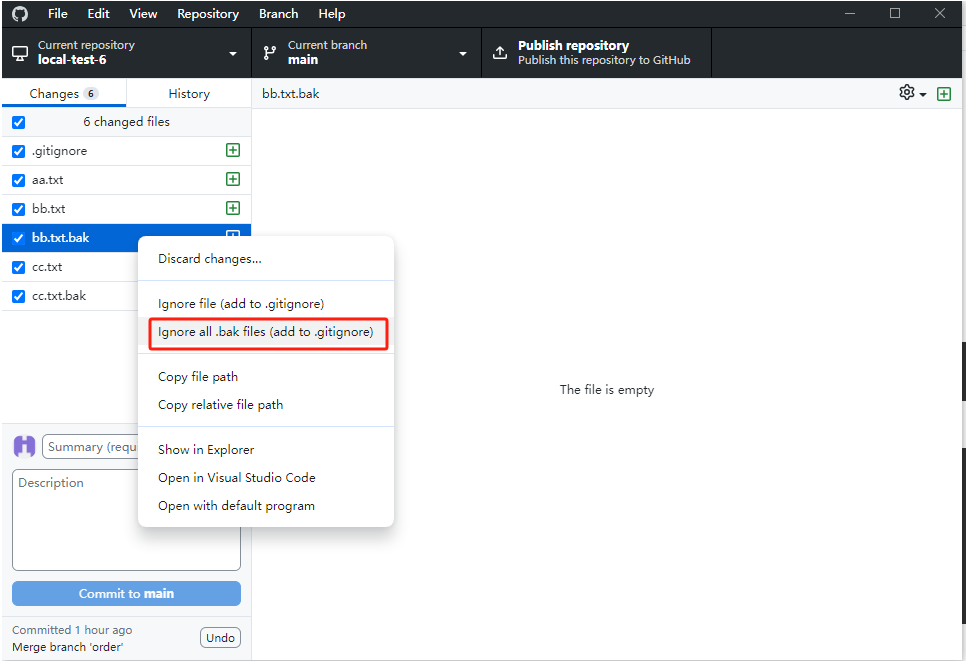 File Edit View Repository Branch Help
Current repository
local-test-6
Current branch
main
Publish repository
Publish this repository to GitHub
Changes 6
History
bb.txt.bak
6 changed files
.gitignore
aa.txt
bb.txt
bb.txt.bak
cc.txt
cc.txt.bak
Discard changes...
Ignore file (add to .gitignore)
Ignore all .bak files (add to .gitignore)
Copy file path
Copy relative file path
Show in Explorer
Open in Visual Studio Code
Open with default program
The file is empty
Summary (requ
Description
Commit to main
Committed 1 hour ago
Merge branch 'order'
Undo